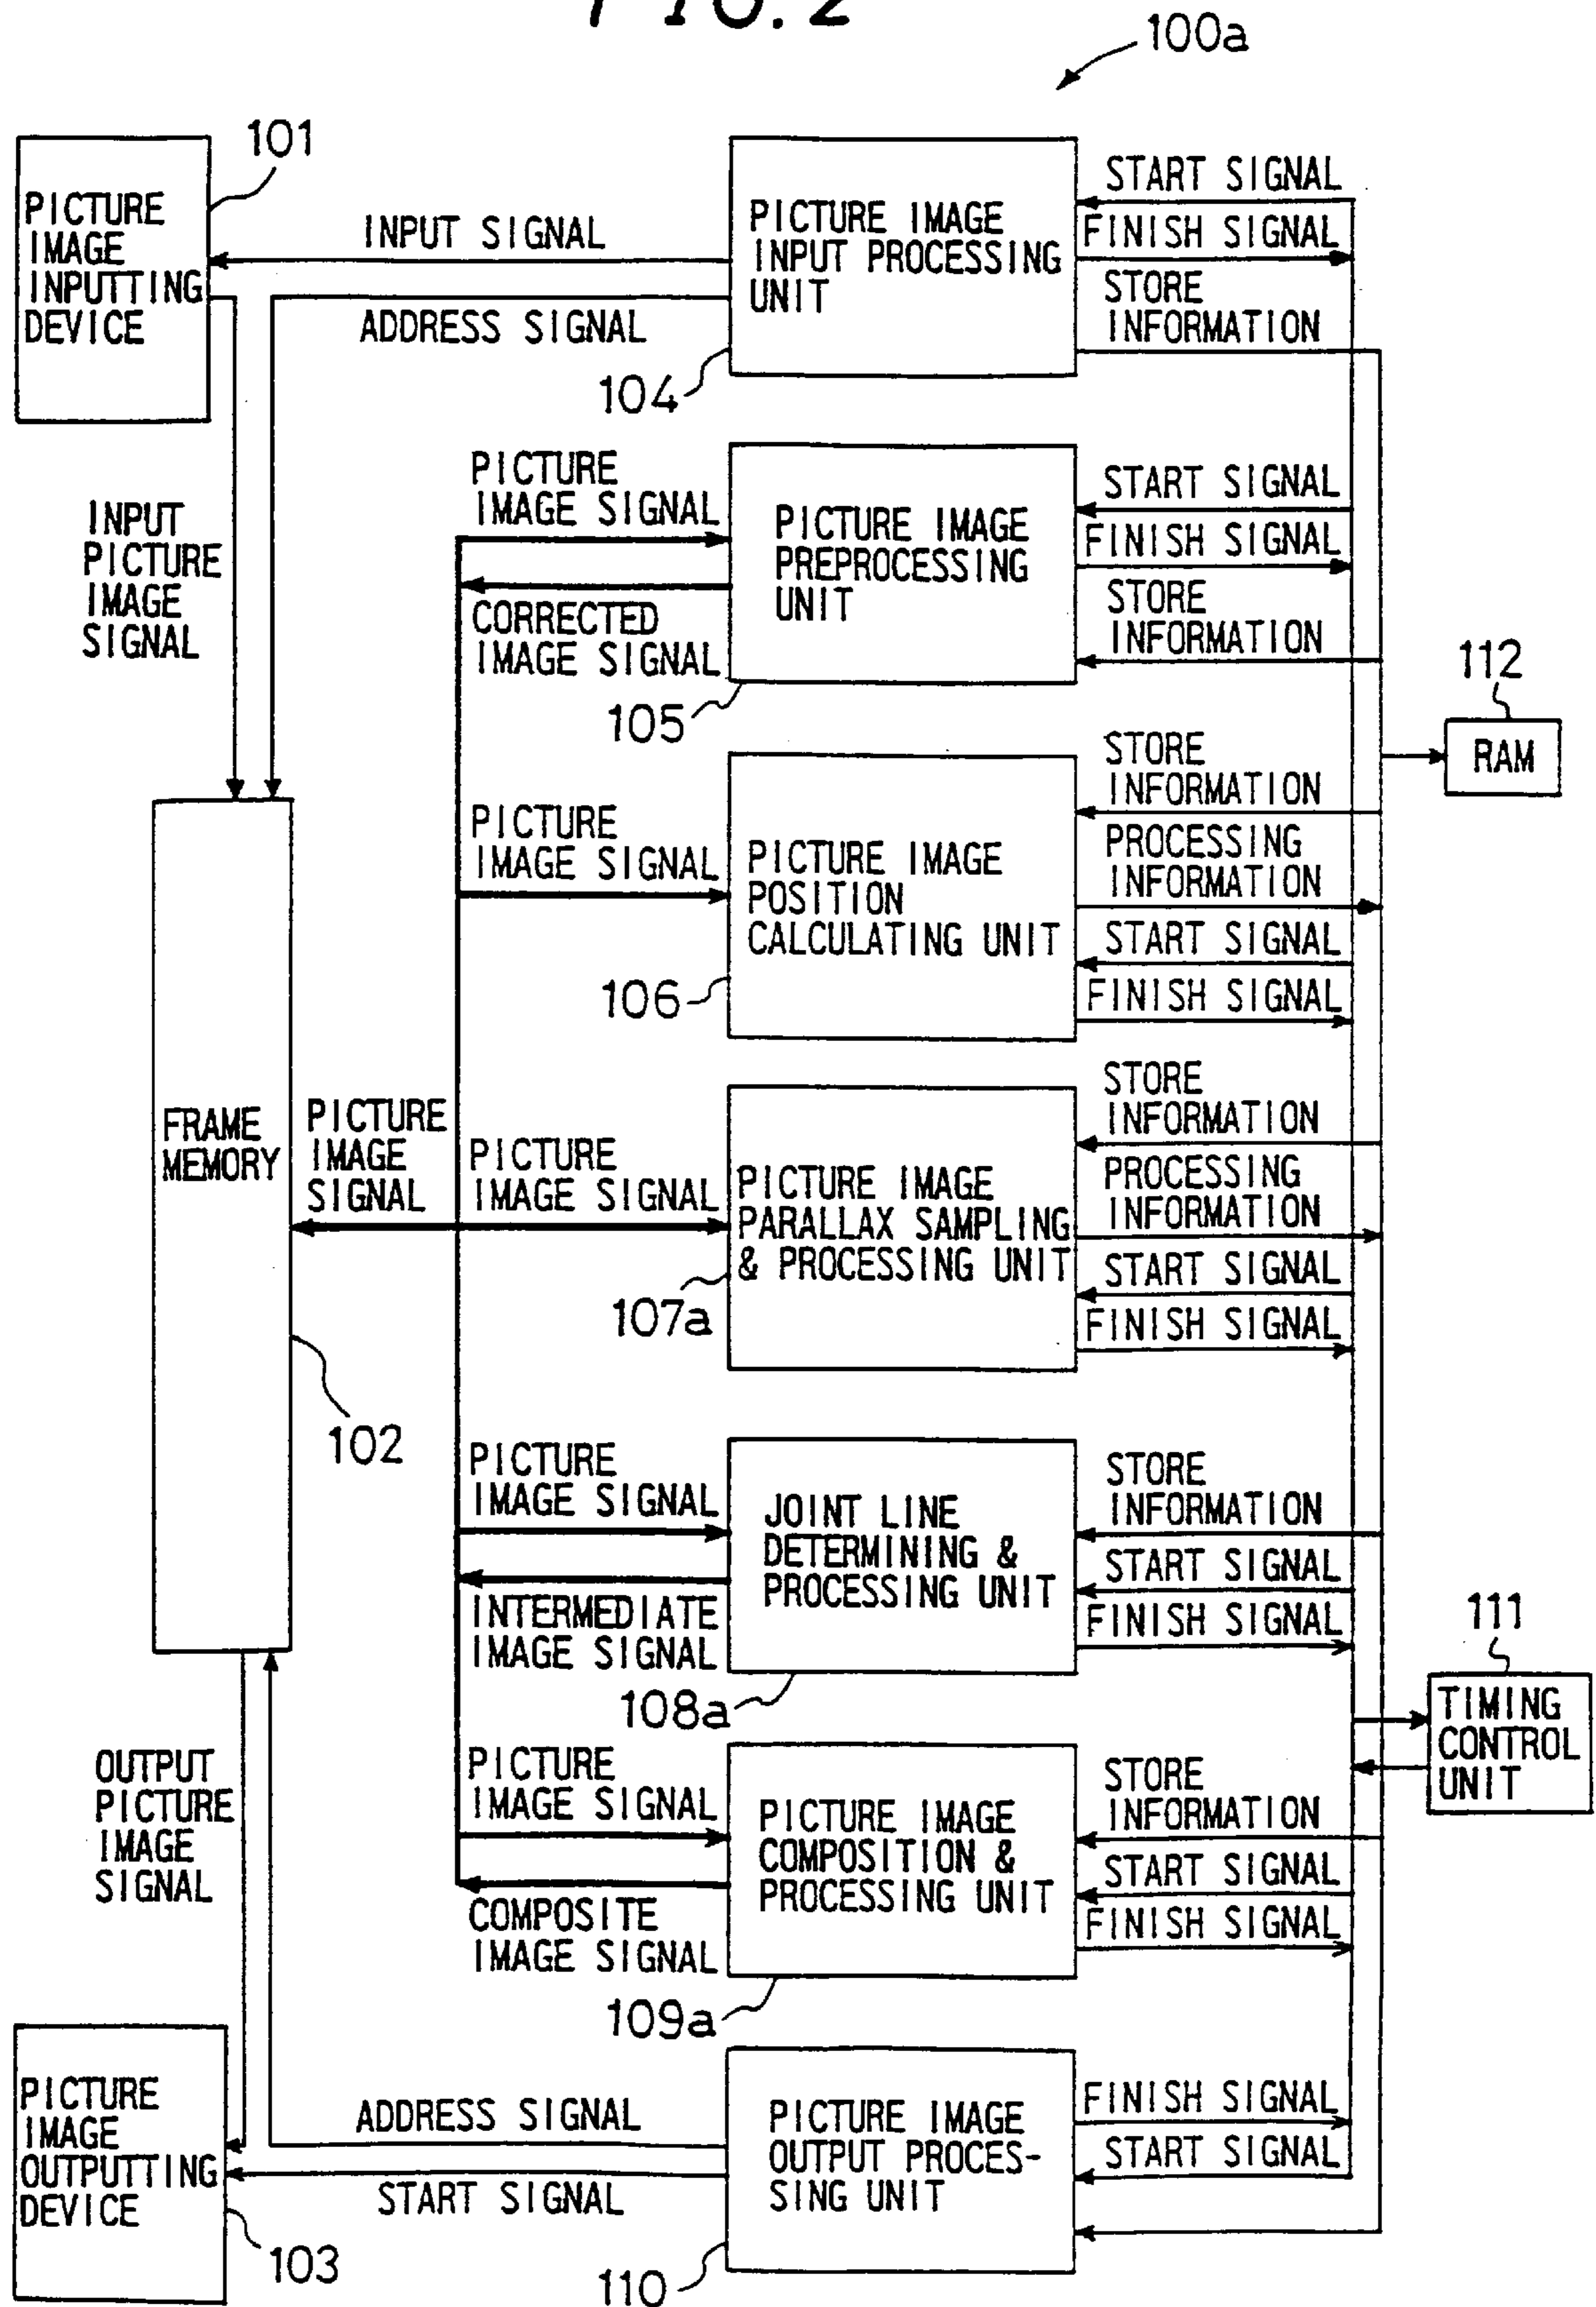 FIG. 2
100a
101
PICTURE
IMAGE
INPUTTING
DEVICE
INPUT SIGNAL
ADDRESS SIGNAL
PICTURE IMAGE
INPUT PROCESSING
UNIT
104
START SIGNAL
FINISH SIGNAL
STORE
INFORMATION
INPUT
PICTURE
IMAGE
SIGNAL
PICTURE
IMAGE SIGNAL
CORRECTED
IMAGE SIGNAL
PICTURE IMAGE
PREPROCESSING
UNIT
105
START SIGNAL
FINISH SIGNAL
STORE
INFORMATION
112
RAM
PICTURE
IMAGE SIGNAL
PICTURE IMAGE
POSITION
CALCULATING UNIT
106
STORE
INFORMATION
PROCESSING
INFORMATION
START SIGNAL
FINISH SIGNAL
FRAME
MEMORY
102
PICTURE
IMAGE
SIGNAL
PICTURE
IMAGE SIGNAL
PICTURE IMAGE
PARALLAX SAMPLING
& PROCESSING UNIT
107a
STORE
INFORMATION
PROCESSING
INFORMATION
START SIGNAL
FINISH SIGNAL
PICTURE
IMAGE SIGNAL
INTERMEDIATE
IMAGE SIGNAL
JOINT LINE
DETERMINING &
PROCESSING UNIT
108a
STORE
INFORMATION
START SIGNAL
FINISH SIGNAL
111
TIMING
CONTROL
UNIT
OUTPUT
PICTURE
IMAGE
SIGNAL
PICTURE
IMAGE SIGNAL
COMPOSITE
IMAGE SIGNAL
PICTURE IMAGE
COMPOSITION &
PROCESSING UNIT
109a
STORE
INFORMATION
START SIGNAL
FINISH SIGNAL
PICTURE
IMAGE
OUTPUTTING
DEVICE
103
ADDRESS SIGNAL
START SIGNAL
PICTURE IMAGE
OUTPUT PROCES-
SING UNIT
110
FINISH SIGNAL
START SIGNAL